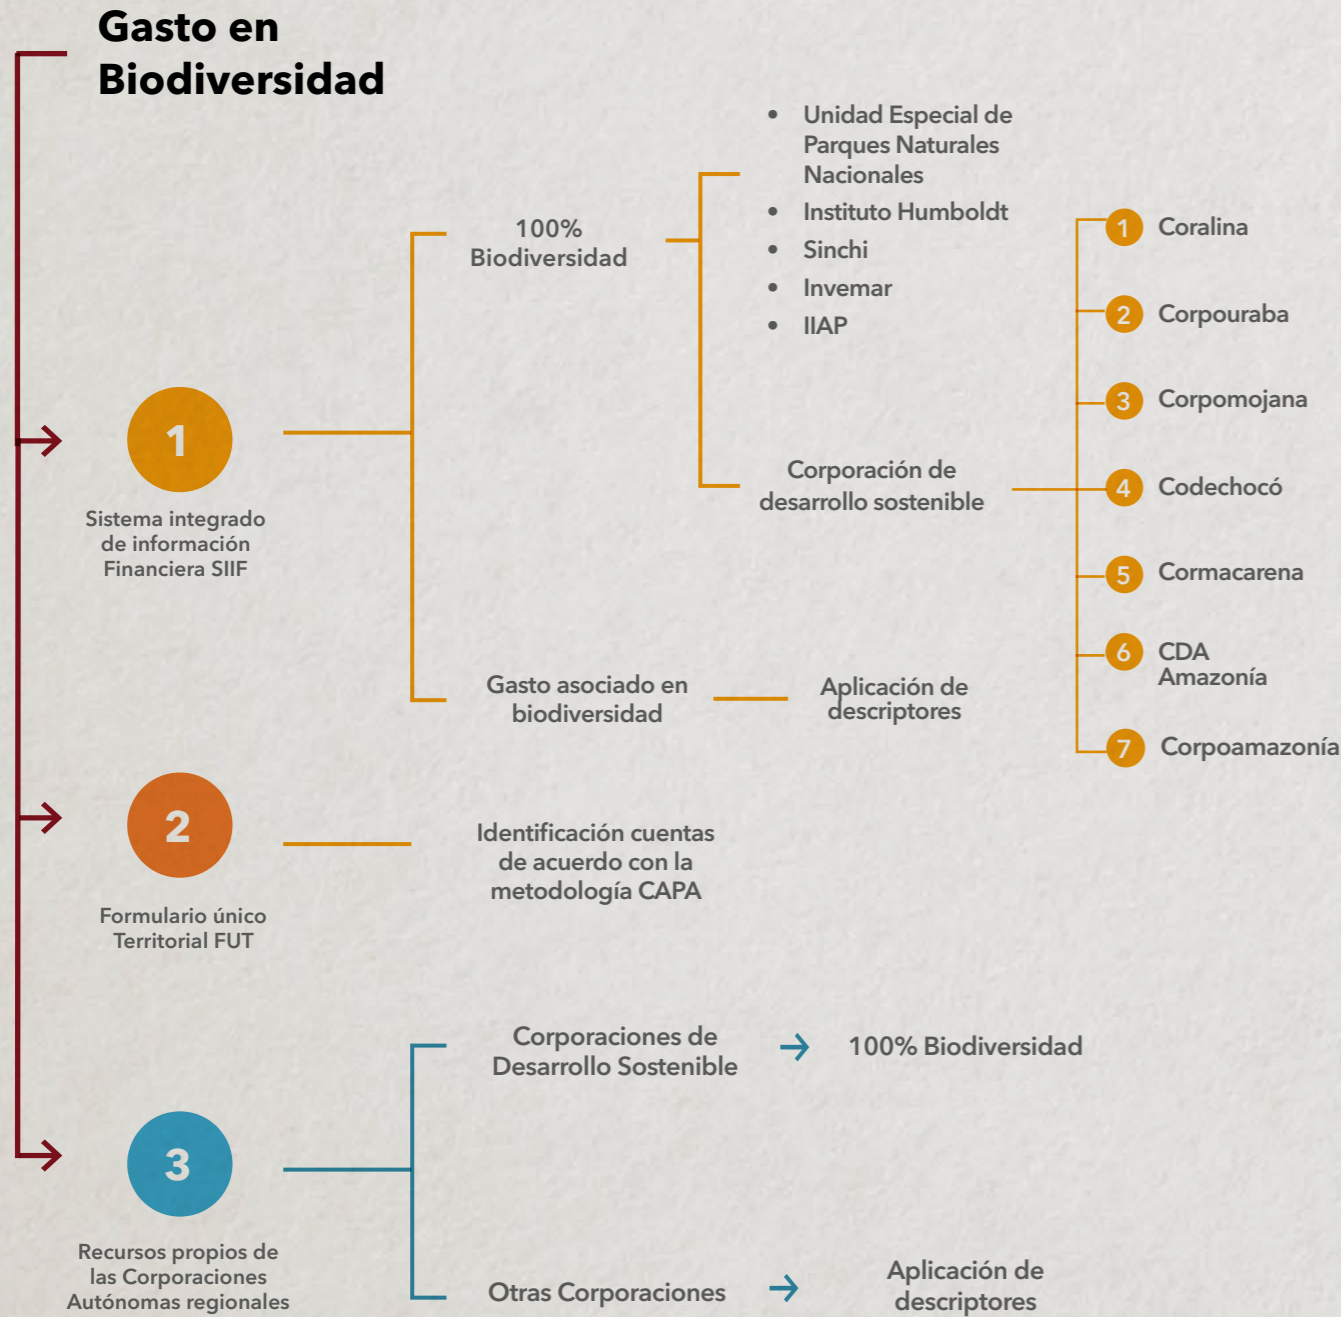 Gasto en
Biodiversidad
1
Sistema integrado
de información
Financiera SIIF
100%
Biodiversidad
• Unidad Especial de
Parques Naturales
Nacionales
• Instituto Humboldt
• Sinchi
• Invemar
• IIAP
Corporación de
desarrollo sostenible
1 Coralina
2 Corpouraba
3 Corpomojana
4 Codechocó
5 Cormacarena
6 CDA
Amazonía
7 Corpoamazonía
Gasto asociado en
biodiversidad
Aplicación de
descriptores
2
Formulario único
Territorial FUT
Identificación cuentas
de acuerdo con la
metodología CAPA
3
Recursos propios de
las Corporaciones
Autónomas regionales
Corporaciones de
Desarrollo Sostenible
100% Biodiversidad
Otras Corporaciones
Aplicación de
descriptores